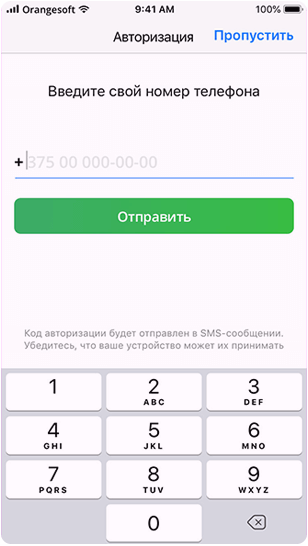 Orangesoft 9:41 AM 100%
Авторизация Пропустить
Введите свой номер телефона
+375 00 000-00-00
Отправить
Код авторизации будет отправлен в SMS-сообщении.
Убедитесь, что ваше устройство может их принимать
1 2 3
ABC DEF
4 5 6
GHI JKL MNO
7 8 9
PQRS TUV WXYZ
0